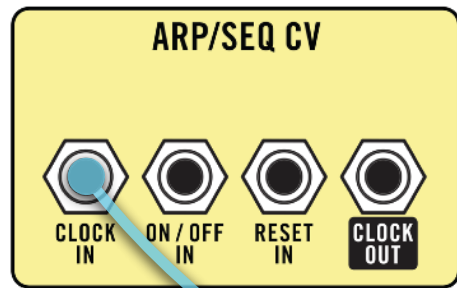 ARP/SEQ CV
CLOCK IN
ON / OFF IN
RESET IN
CLOCK OUT